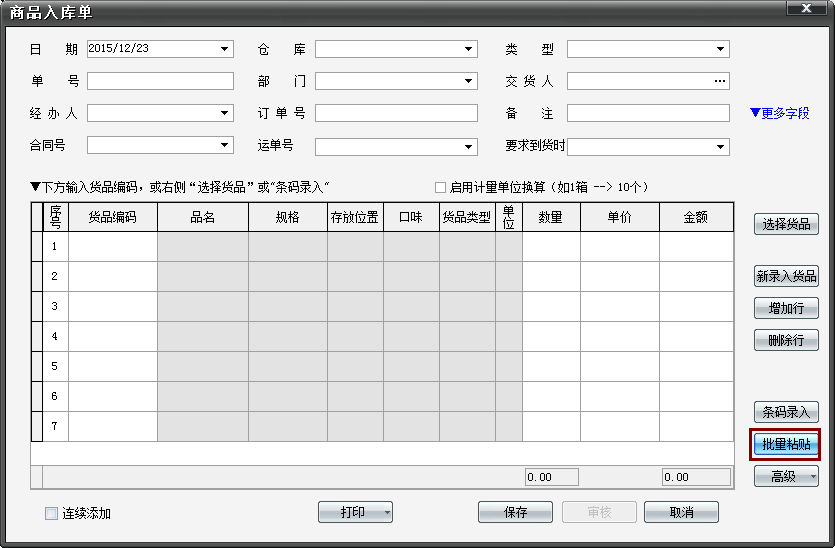 商品入库单
日 期 2015/12/23 仓 库 类 型
单 号 部 门 交 货 人 ...
经 办 人 订 单 号 备 注 ▼更多字段
合同号 运单号 要求到货时
▼下方输入货品编码，或右侧“选择货品”或"条码录入" 启用计量单位换算（如1箱 --> 10个）
序号 货品编码 品名 规格 存放位置 口味 货品类型 单位 数量 单价 金额
选择货品
1
2
新录入货品
3
增加行
4
删除行
5
6
条码录入
7
批量粘贴
0.00 0.00
高级
连续添加 打印 保存 审核 取消